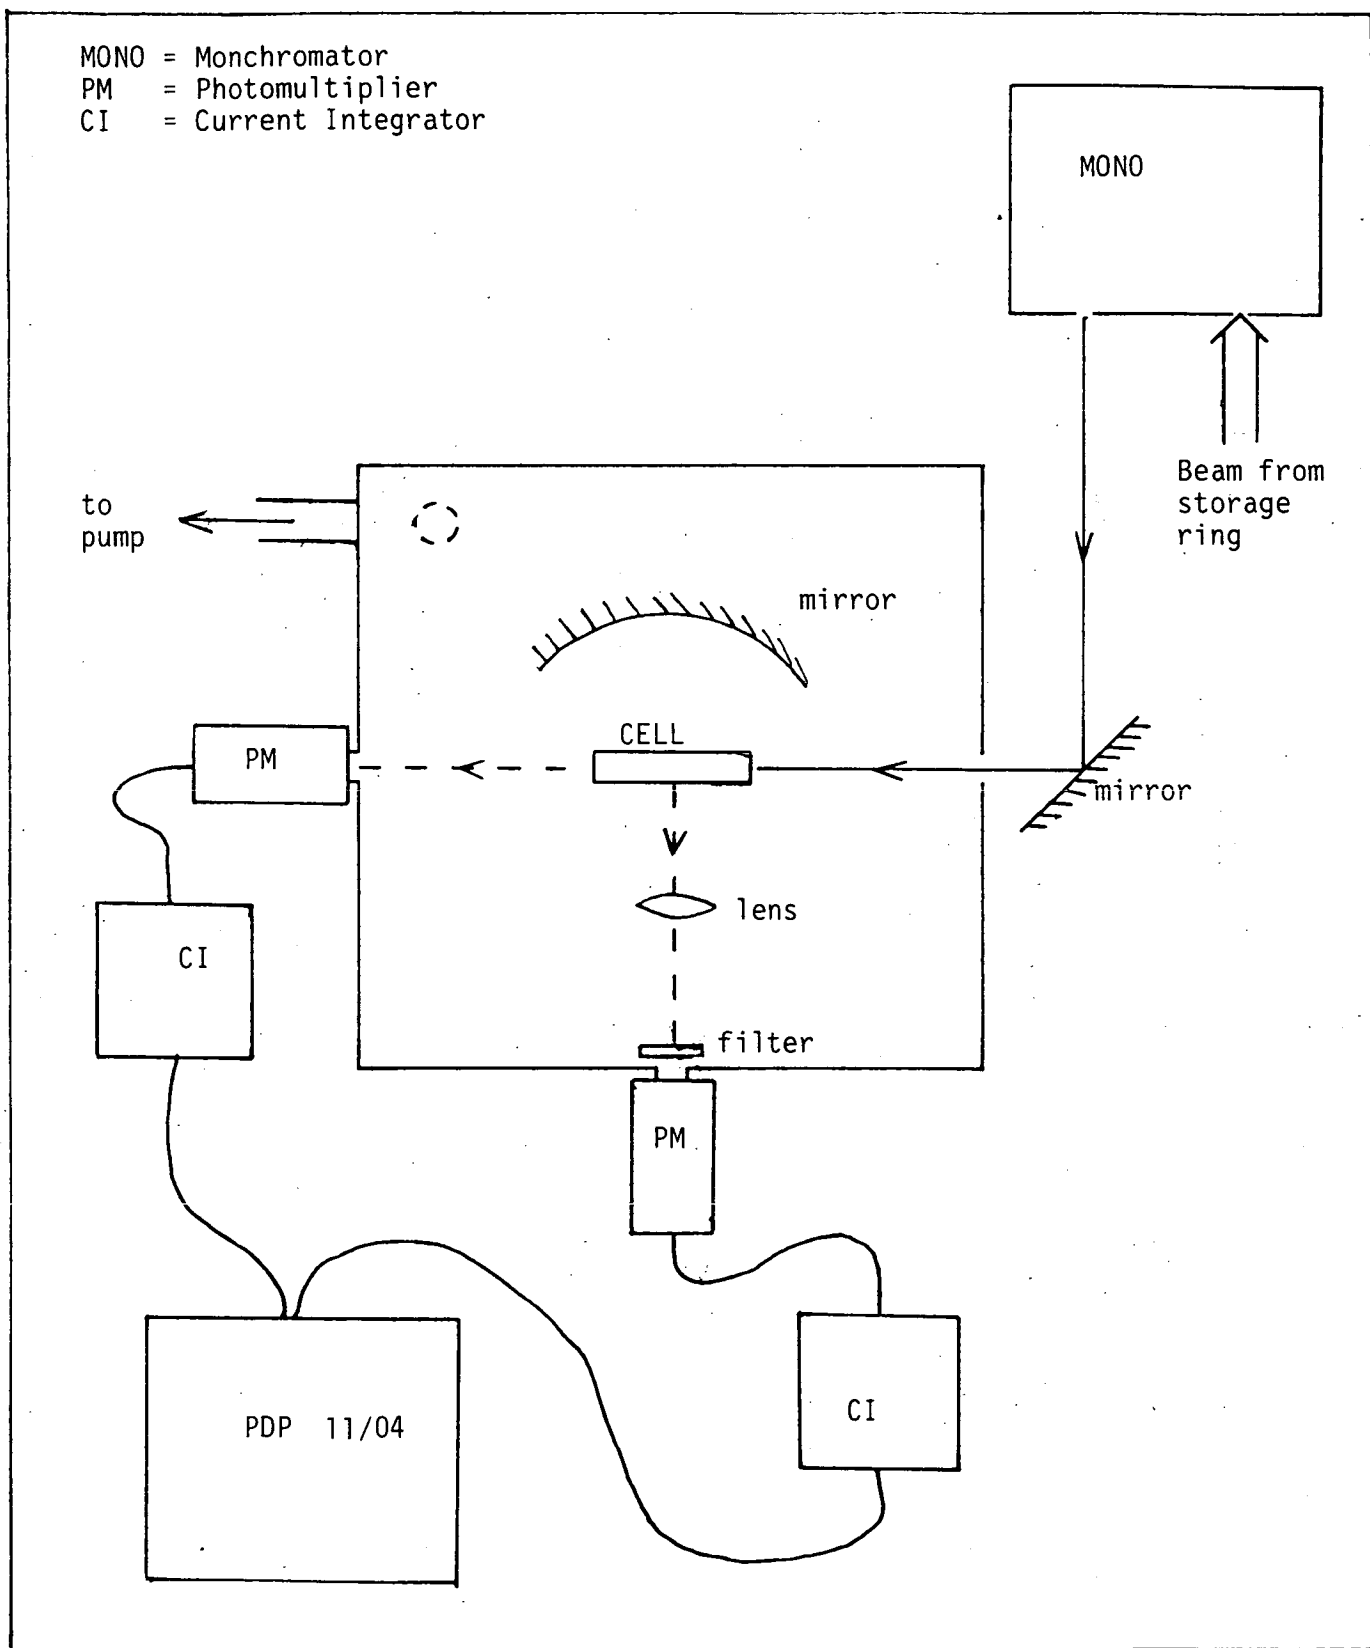 MONO = Monchromator
PM = Photomultiplier
CI = Current Integrator
MONO
Beam from
storage
ring
to
pump
mirror
CELL
PM
mirror
lens
CI
filter
PM
PDP 11/04
CI